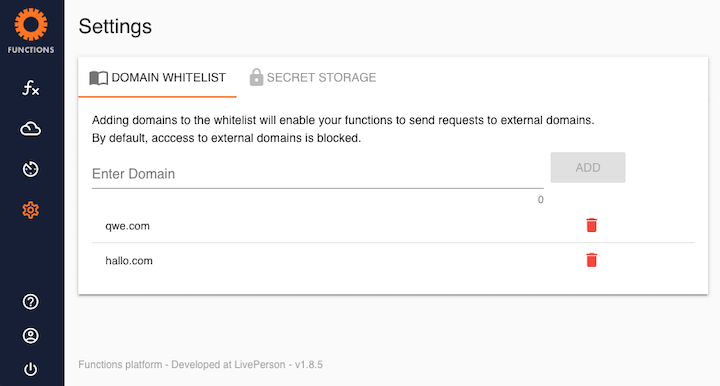 FUNCTIONS
fx
Settings
DOMAIN WHITELIST
SECRET STORAGE
Adding domains to the whitelist will enable your functions to send requests to external domains.
By default, acccess to external domains is blocked.
Enter Domain
ADD
0
qwe.com
hallo.com
Functions platform - Developed at LivePerson - v1.8.5